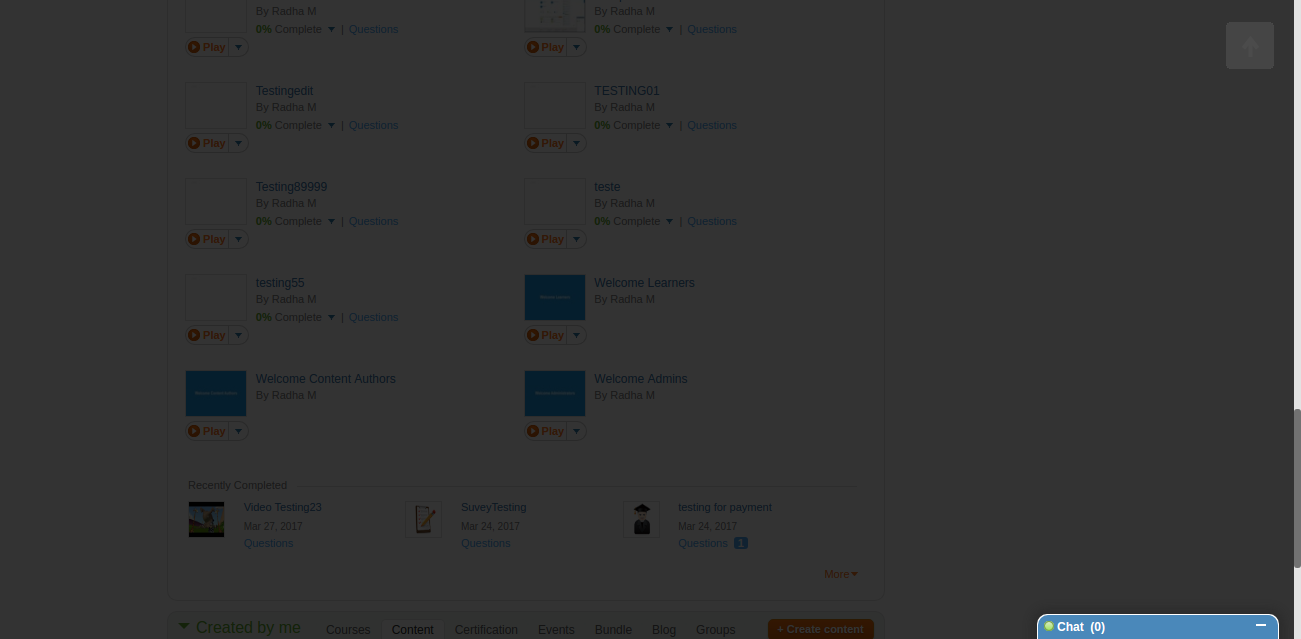 By Radha M
By Radha M
0% Complete | Questions
0% Complete | Questions
Play
Play
Testingedit
TESTING01
By Radha M
By Radha M
0% Complete | Questions
0% Complete | Questions
Play
Play
Testing89999
teste
By Radha M
By Radha M
0% Complete | Questions
0% Complete | Questions
Play
Play
testing55
Welcome Learners
By Radha M
By Radha M
0% Complete | Questions
Play
Play
Welcome Content Authors
Welcome Admins
By Radha M
By Radha M
Play
Play
Recently Completed
Video Testing23
SuveyTesting
testing for payment
Mar 27, 2017
Mar 24, 2017
Mar 24, 2017
Questions
Questions
Questions 1
More
Created by me Courses Content Certification Events Bundle Blog Groups + Create content
Chat (0)